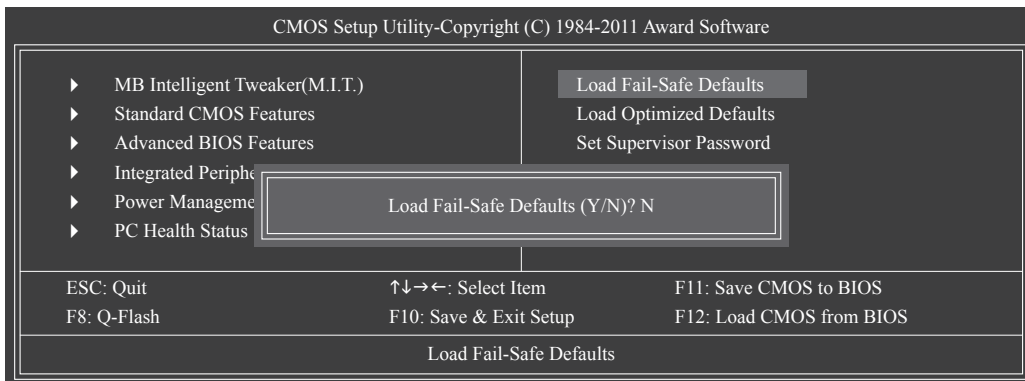 CMOS Setup Utility-Copyright (C) 1984-2011 Award Software
MB Intelligent Tweaker(M.I.T.)
Standard CMOS Features
Advanced BIOS Features
Integrated Periphe
Power Manageme
PC Health Status
Load Fail-Safe Defaults
Load Optimized Defaults
Set Supervisor Password
Load Fail-Safe Defaults (Y/N)? N
ESC: Quit
↑↓→←: Select Item
F11: Save CMOS to BIOS
F8: Q-Flash
F10: Save & Exit Setup
F12: Load CMOS from BIOS
Load Fail-Safe Defaults